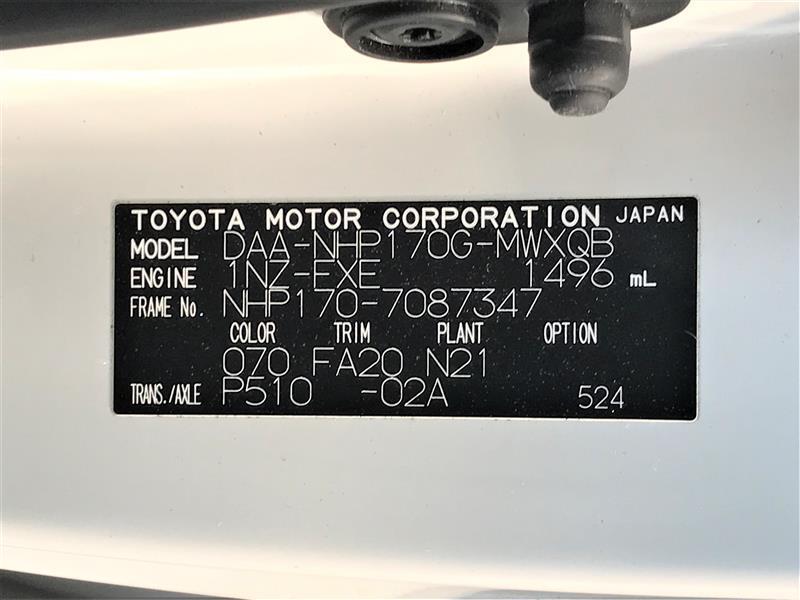 TOYOTA MOTOR CORPORATION JAPAN
MODEL DAA-NHP170G-MWXQB
ENGINE 1NZ-FXE 1496 mL
FRAME No. NHP170-7087347
COLOR TRIM PLANT OPTION
070 FA20 N21
TRANS./AXLE P510 -02A 524